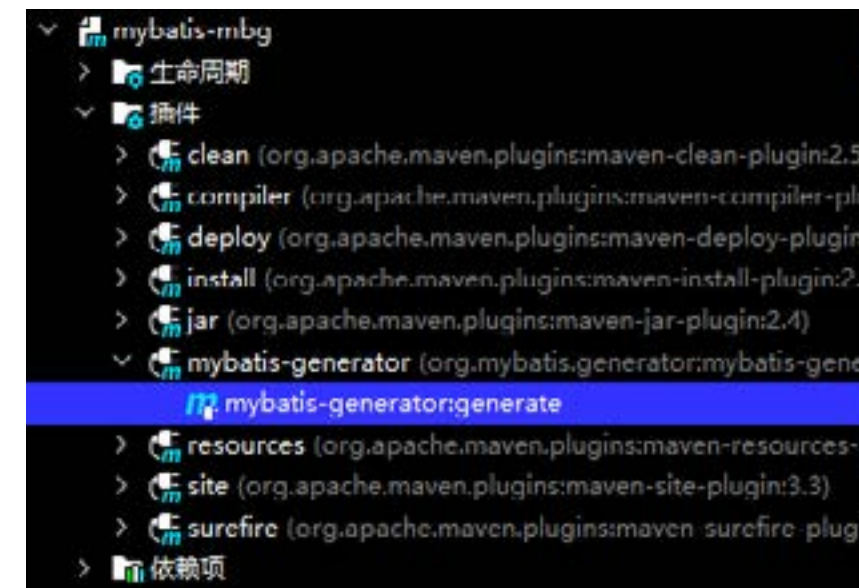 mybatis-mbg
生命周期
插件
clean (org.apache.maven.plugins:maven-clean-plugin:2.5
compiler (org.apache.maven.plugins:maven-compiler-pl
deploy (org.apache.maven.plugins:maven-deploy-plugin
install (org.apache.maven.plugins:maven-install-plugin:2.
jar (org.apache.maven.plugins:maven-jar-plugin:2.4)
mybatis-generator (org.mybatis.generator:mybatis-gene
mybatis-generator:generate
resources (org.apache.maven.plugins:maven-resources-
site (org.apache.maven.plugins:maven-site-plugin:3.3)
surefire (org.apache.maven.plugins:maven-surefire-plug
依赖项